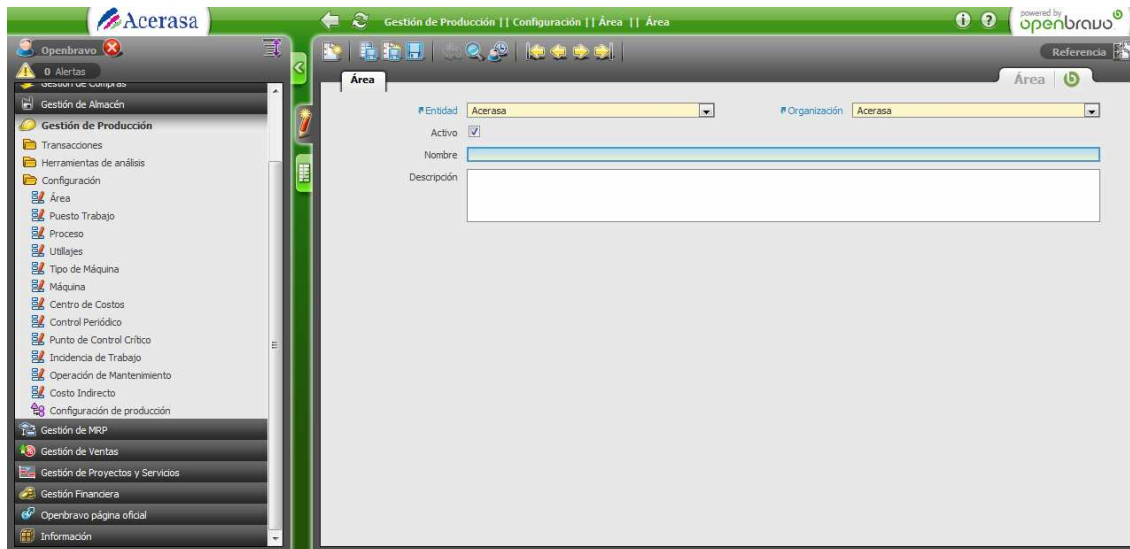 Acerasa
Gestión de Producción || Configuración || Área || Área
powered by
openbravo
Openbravo
0 Alertas
Referencia
Área
Área
Gestión de Compras
Gestión de Almacén
Gestión de Producción
Transacciones
Herramientas de análisis
Configuración
Área
Puesto Trabajo
Proceso
Utillajes
Tipo de Máquina
Máquina
Centro de Costos
Control Periódico
Punto de Control Crítico
Incidencia de Trabajo
Operación de Mantenimiento
Costo Indirecto
Configuración de producción
Gestión de MRP
Gestión de Ventas
Gestión de Proyectos y Servicios
Gestión Financiera
Openbravo página oficial
Información
Entidad Acerasa Organización Acerasa
Activo
Nombre
Descripción